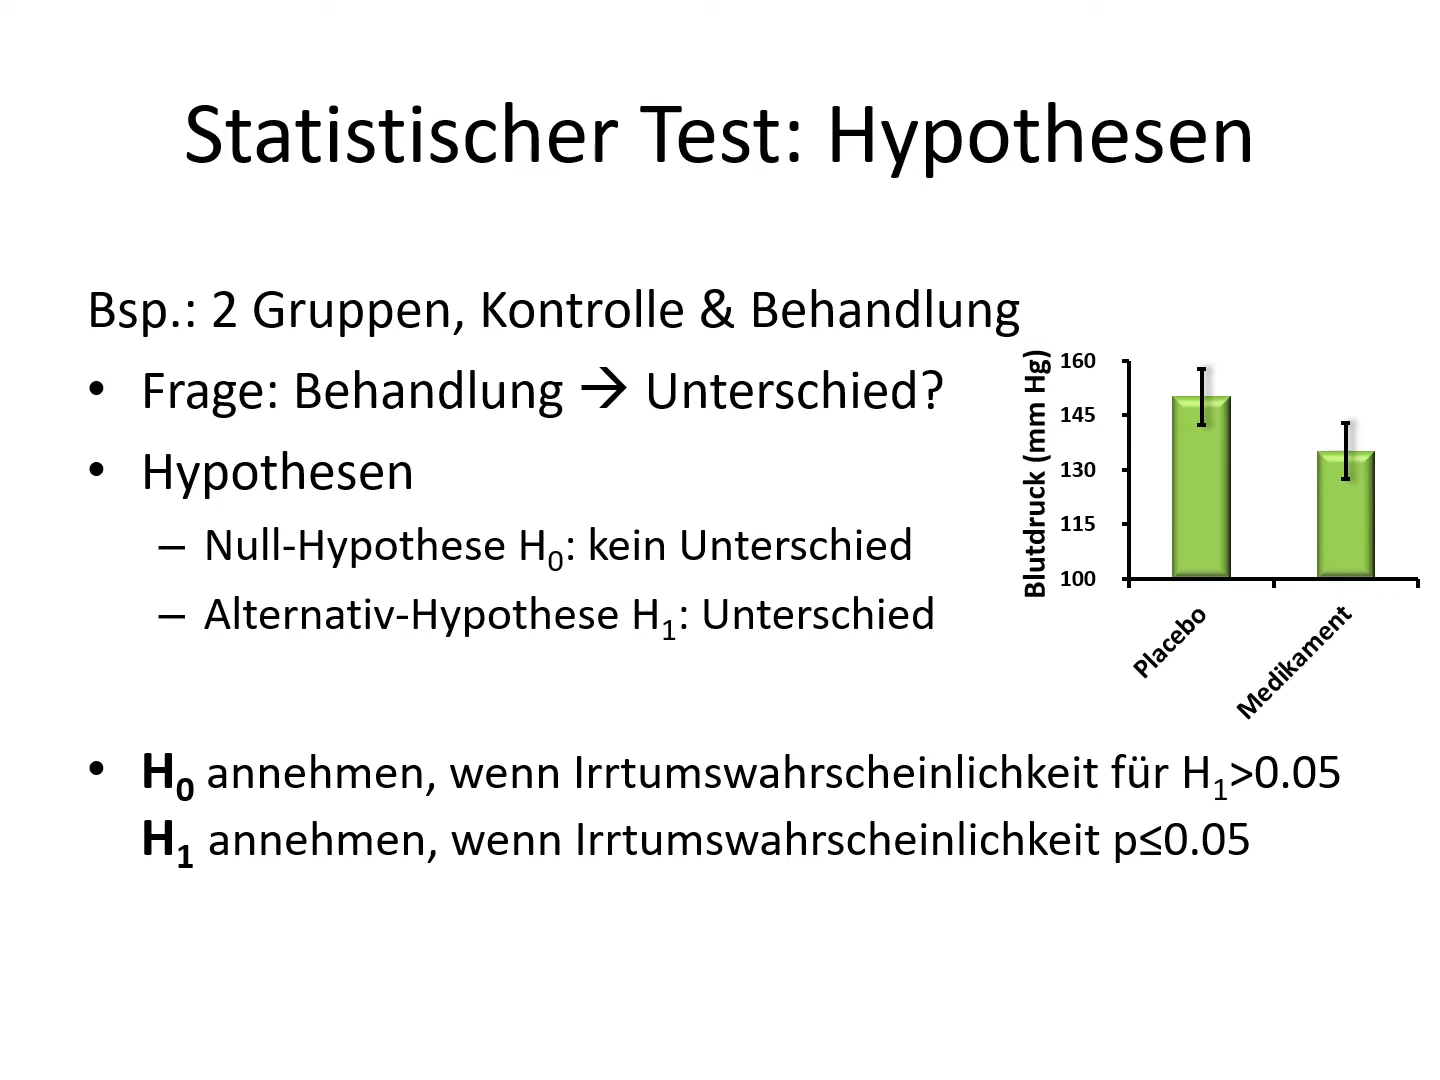 Statistischer Test: Hypothesen
Bsp.: 2 Gruppen, Kontrolle & Behandlung
• Frage: Behandlung → Unterschied?
• Hypothesen
– Null-Hypothese H₀: kein Unterschied
– Alternativ-Hypothese H₁: Unterschied
• H₀ annehmen, wenn Irrtumswahrscheinlichkeit für H₁>0.05
H₁ annehmen, wenn Irrtumswahrscheinlichkeit p≤0.05
Blutdruck (mm Hg)
160
145
130
115
100
Placebo
Medikament